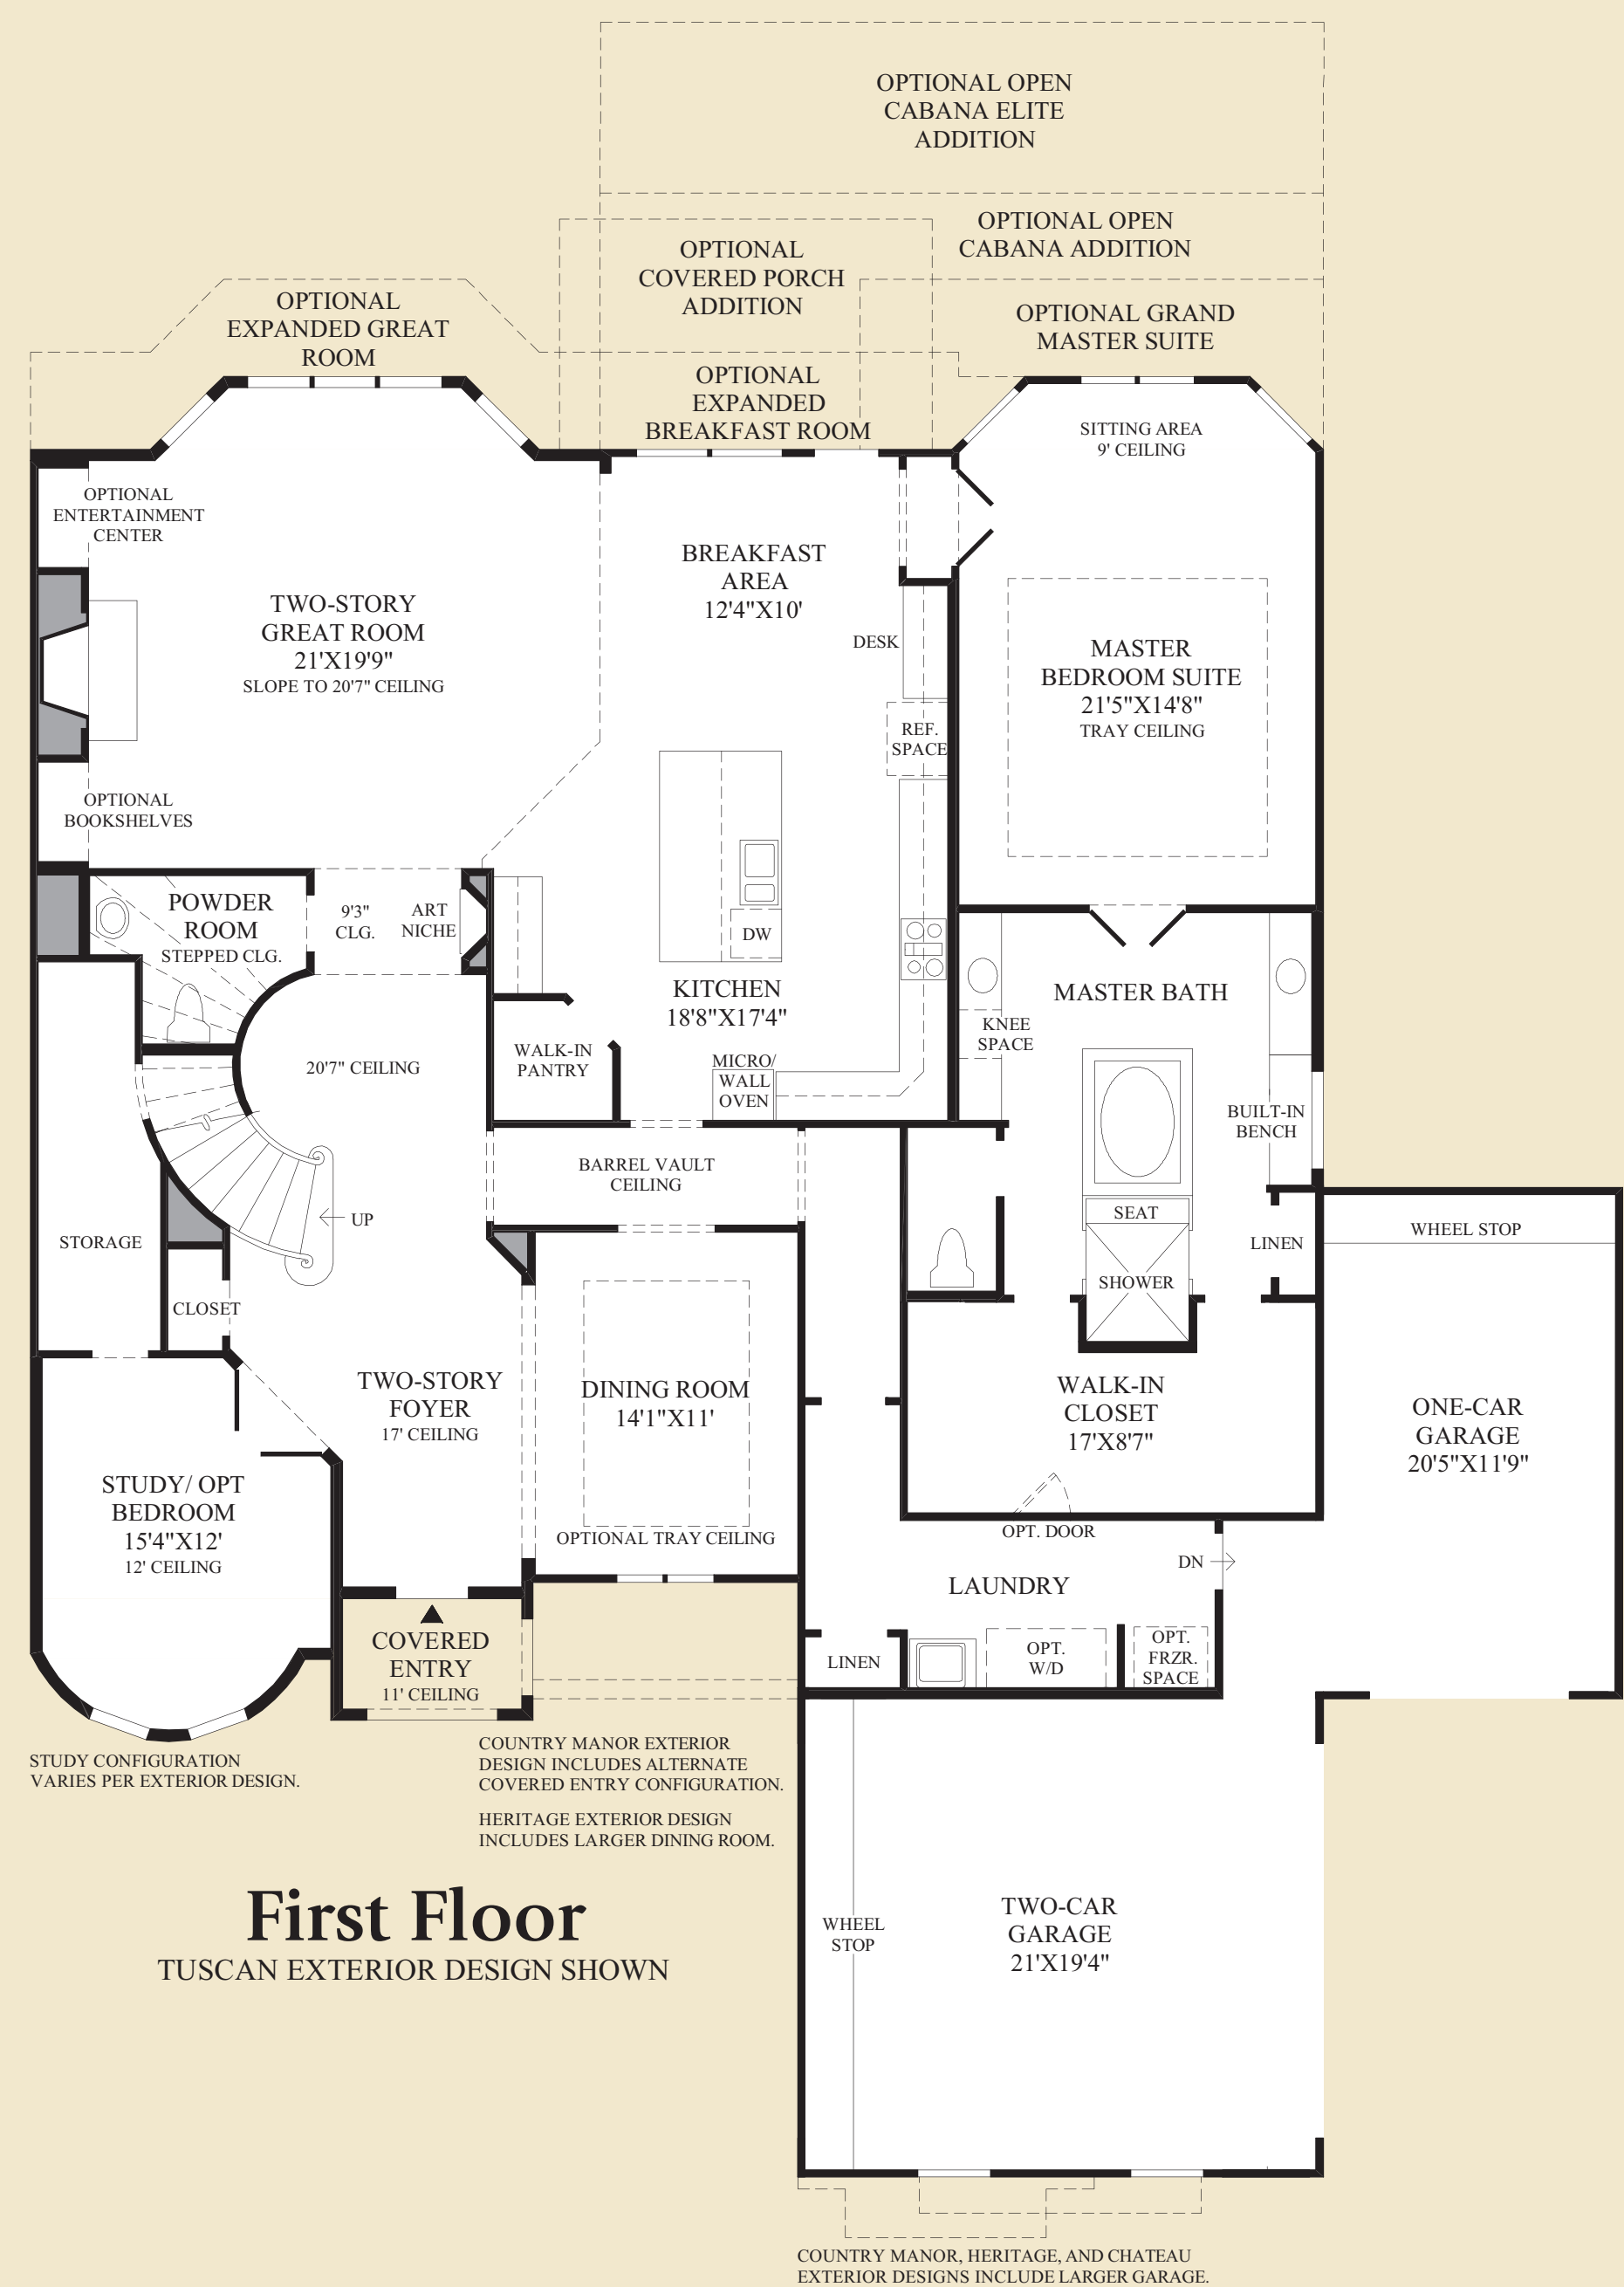 OPTIONAL OPEN
CABANA ELITE
ADDITION
OPTIONAL OPEN
CABANA ADDITION
OPTIONAL
COVERED PORCH
ADDITION
OPTIONAL
EXPANDED GREAT
ROOM
OPTIONAL GRAND
MASTER SUITE
OPTIONAL
EXPANDED
BREAKFAST ROOM
SITTING AREA
9' CEILING
OPTIONAL
ENTERTAINMENT
CENTER
BREAKFAST
AREA
12'4"X10'
TWO-STORY
GREAT ROOM
21'X19'9"
SLOPE TO 20'7" CEILING
DESK
MASTER
BEDROOM SUITE
21'5"X14'8"
TRAY CEILING
REF.
SPACE
OPTIONAL
BOOKSHELVES
POWDER
ROOM
STEPPED CLG.
9'3"
CLG.
ART
NICHE
DW
KITCHEN
18'8"X17'4"
MASTER BATH
KNEE
SPACE
20'7" CEILING
WALK-IN
PANTRY
MICRO/
WALL
OVEN
BUILT-IN
BENCH
BARREL VAULT
CEILING
UP
STORAGE
SEAT
LINEN
WHEEL STOP
SHOWER
CLOSET
TWO-STORY
FOYER
17' CEILING
DINING ROOM
14'1"X11'
WALK-IN
CLOSET
17'X8'7"
ONE-CAR
GARAGE
20'5"X11'9"
STUDY/ OPT
BEDROOM
15'4"X12'
12' CEILING
OPTIONAL TRAY CEILING
OPT. DOOR
DN
LAUNDRY
COVERED
ENTRY
11' CEILING
LINEN
OPT.
W/D
OPT.
FRZR.
SPACE
STUDY CONFIGURATION
VARIES PER EXTERIOR DESIGN.
COUNTRY MANOR EXTERIOR
DESIGN INCLUDES ALTERNATE
COVERED ENTRY CONFIGURATION.
HERITAGE EXTERIOR DESIGN
INCLUDES LARGER DINING ROOM.
First Floor
TUSCAN EXTERIOR DESIGN SHOWN
WHEEL
STOP
TWO-CAR
GARAGE
21'X19'4"
COUNTRY MANOR, HERITAGE, AND CHATEAU
EXTERIOR DESIGNS INCLUDE LARGER GARAGE.